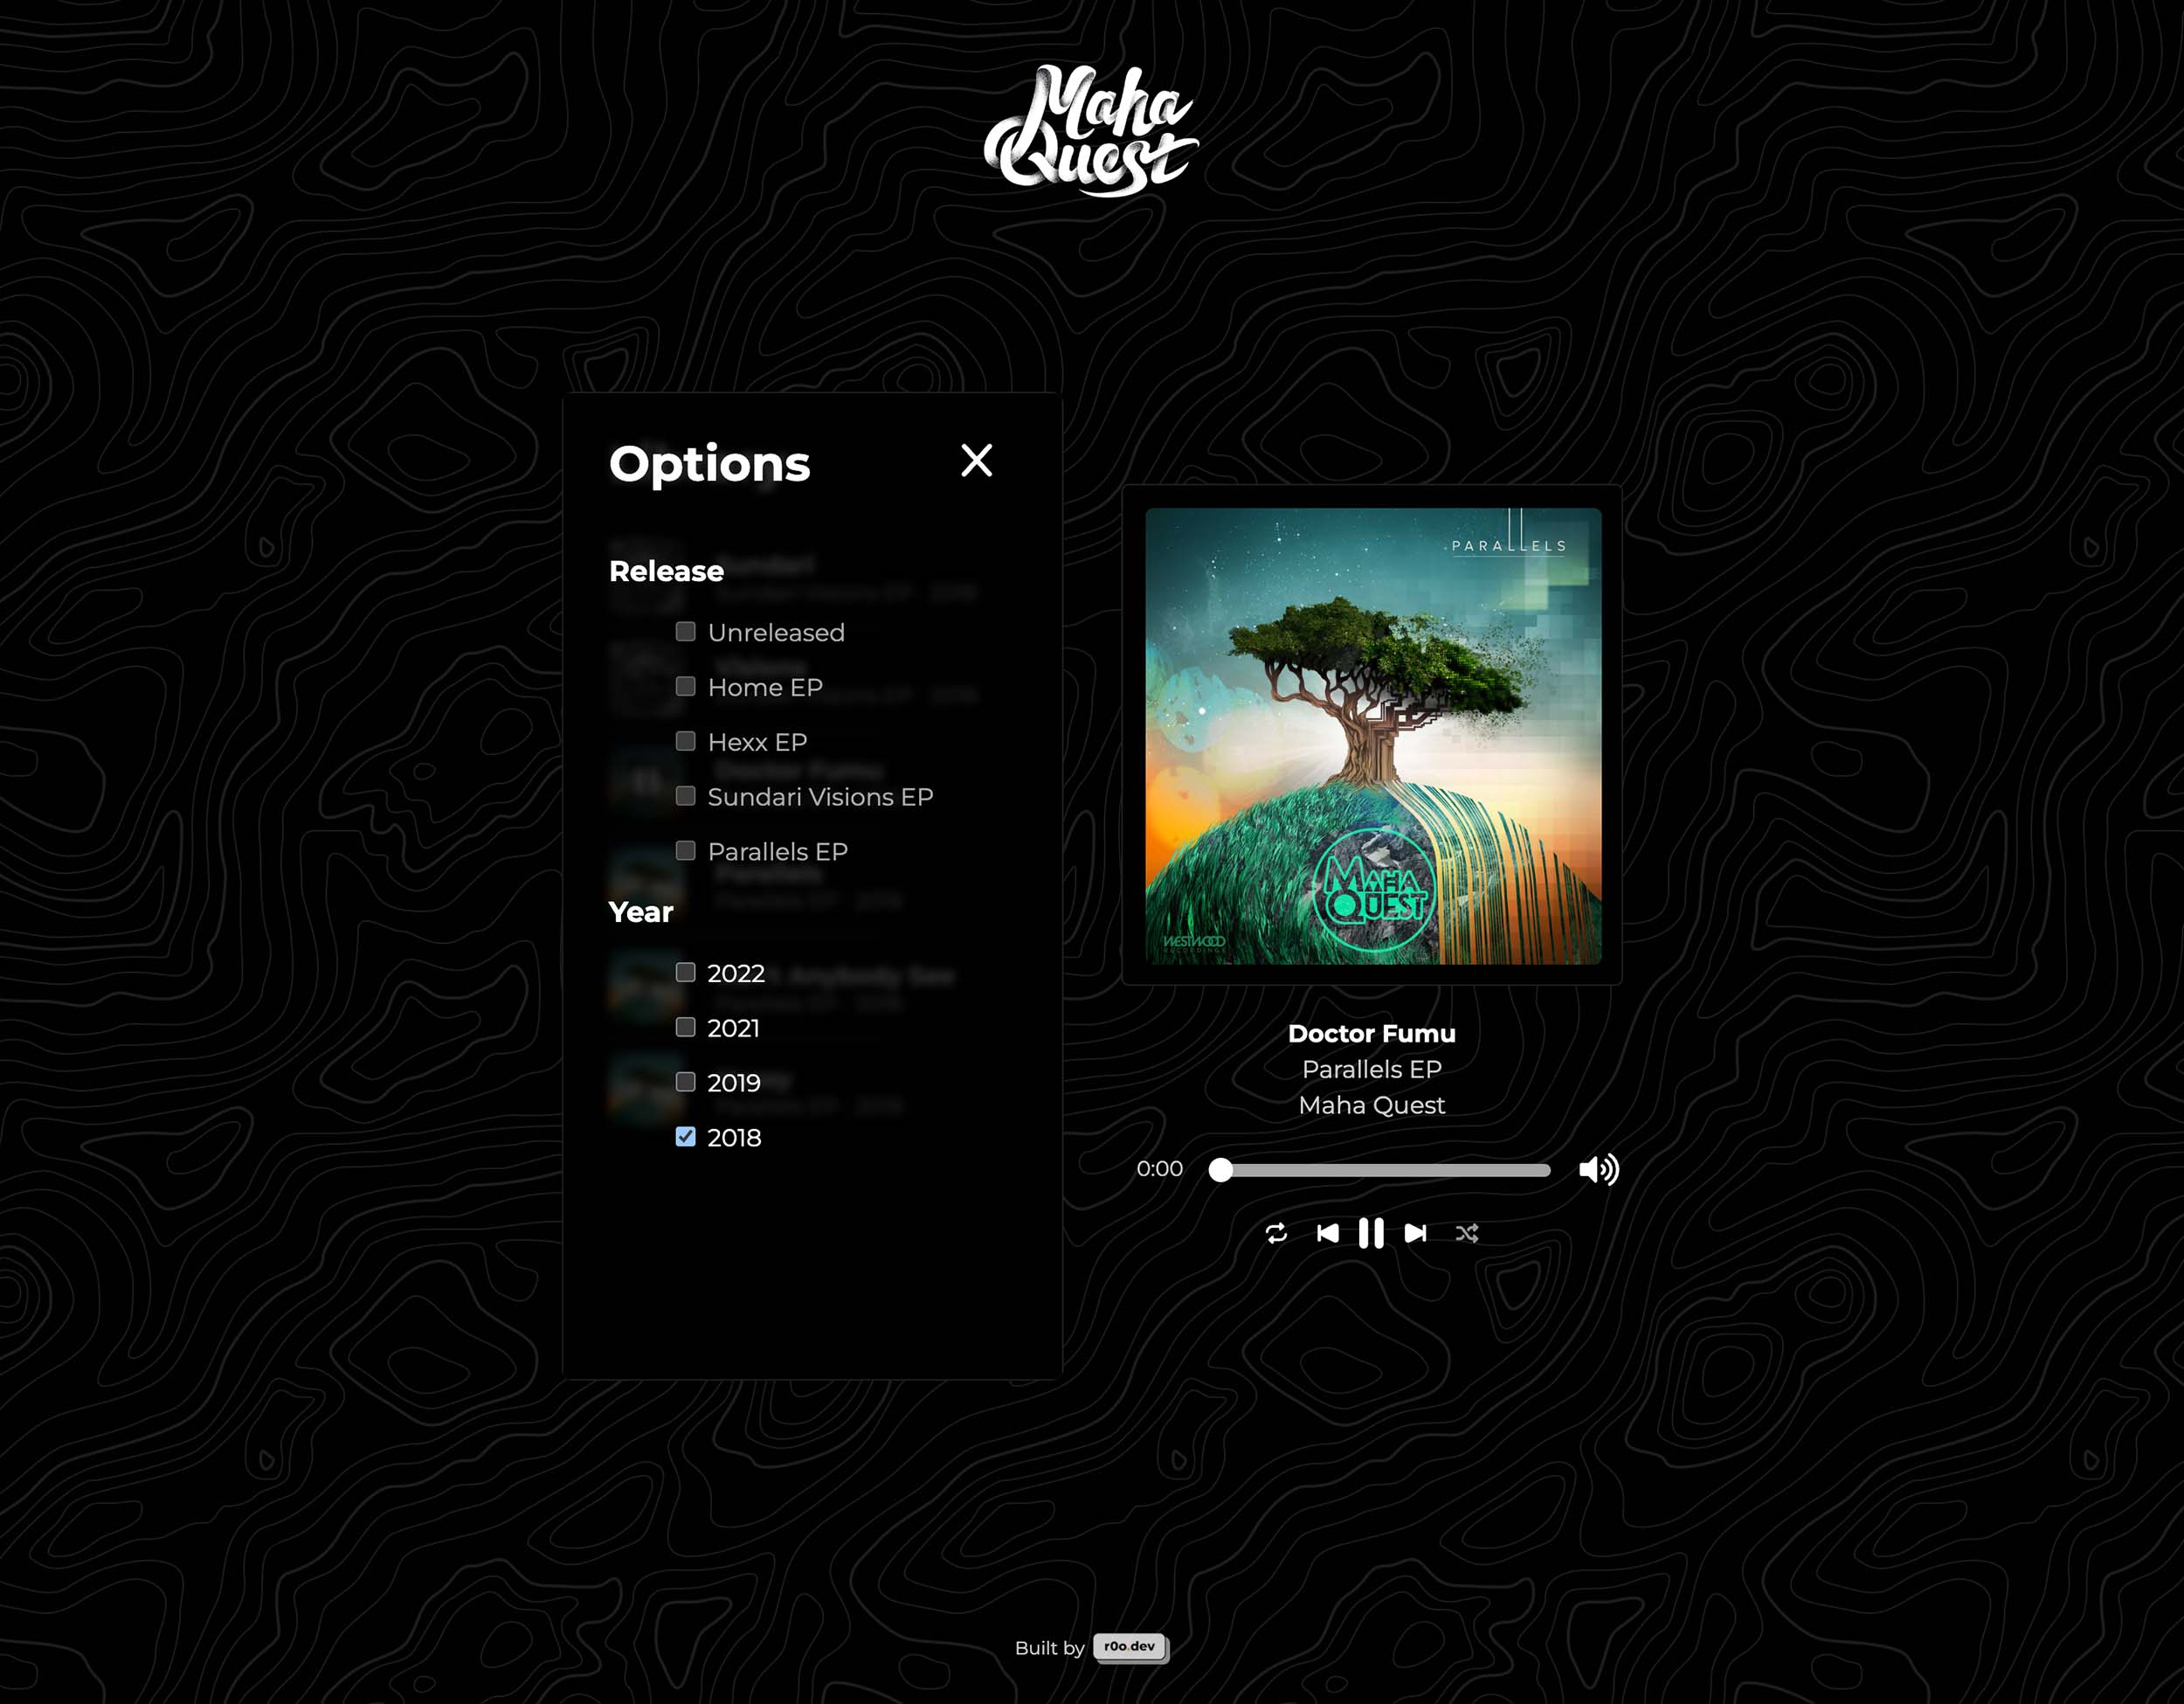 Maha
Quest
Options
Release
Unreleased
Home EP
Hexx EP
Sundari Visions EP
Parallels EP
Year
2022
2021
2019
2018
PARALLELS
MAHA
QUEST
WESTWOOD
RECORDINGS
Doctor Fumu
Parallels EP
Maha Quest
0:00
Built by r0o.dev